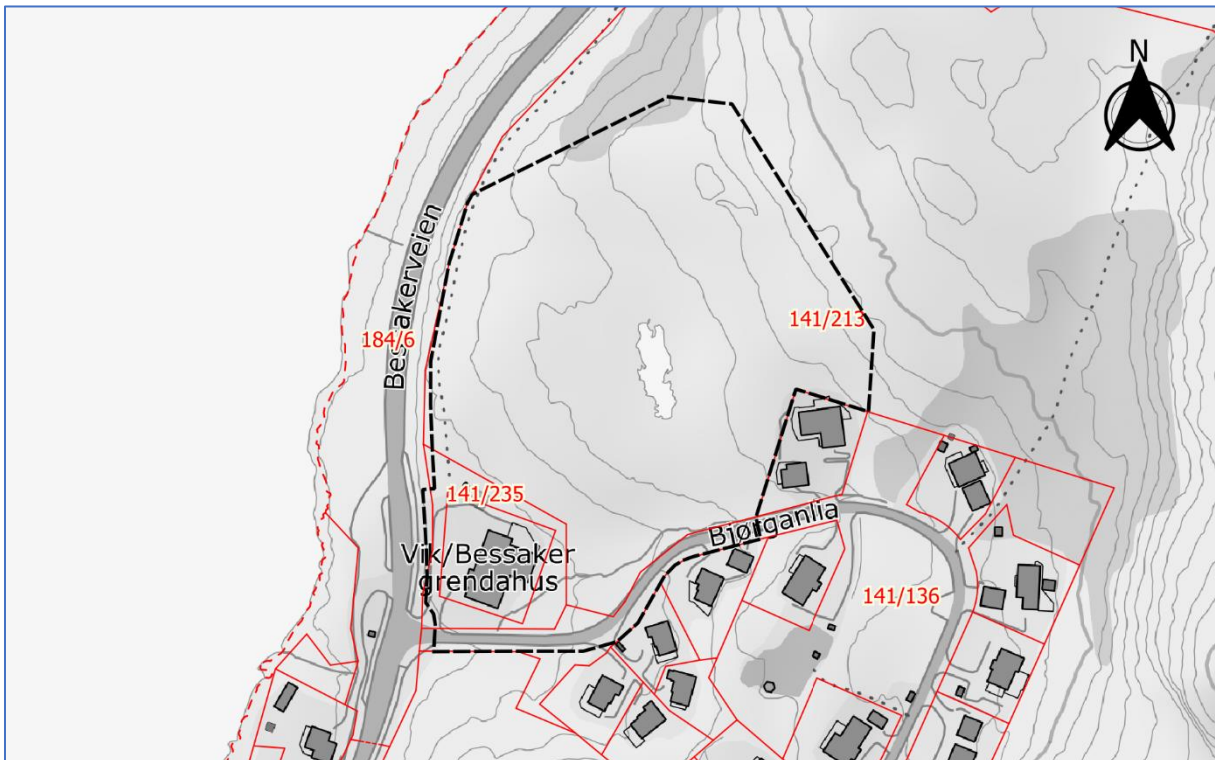 N
Bessakerveien
184/6
141/213
141/235
Bjørganlia
Vik/Bessaker
grendahus
141/136